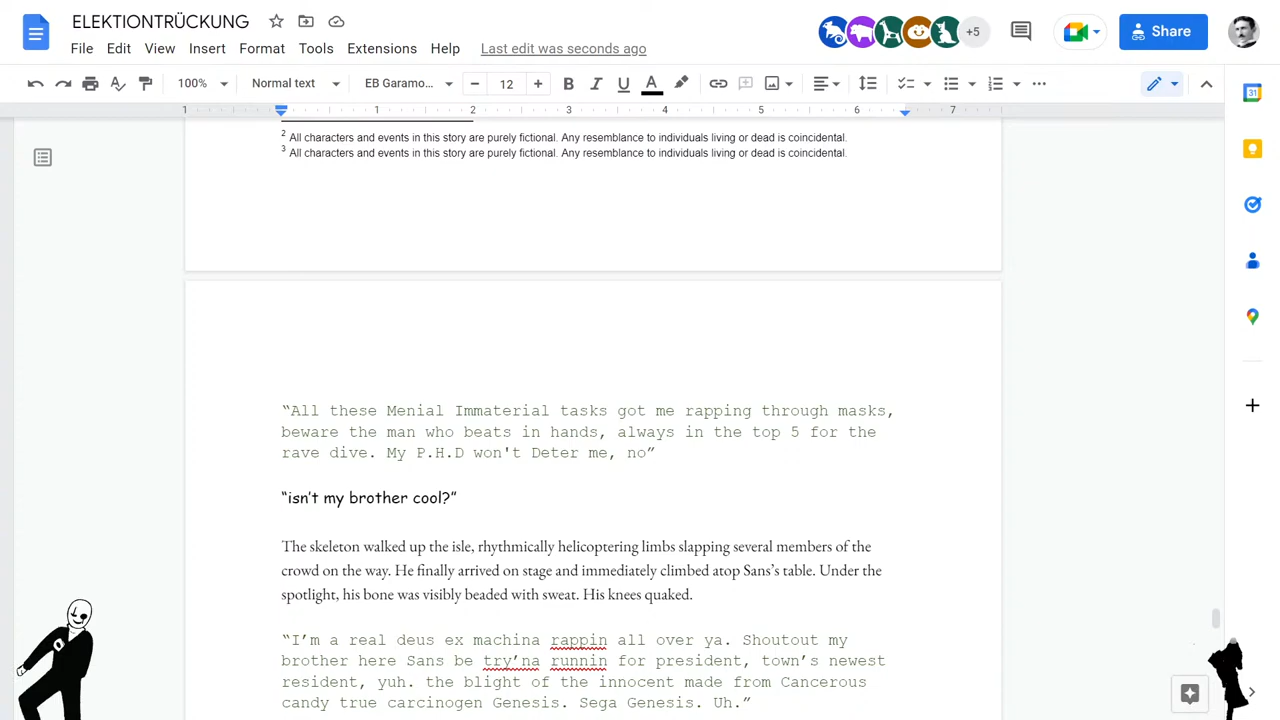 ELEKTIONTRÜCKUNG
File Edit View Insert Format Tools Extensions Help Last edit was seconds ago
+5
Share
100% Normal text EB Garamo... 12 B I U A
1 1 2 3 4 5 6 7
31
2 All characters and events in this story are purely fictional. Any resemblance to individuals living or dead is coincidental.
3 All characters and events in this story are purely fictional. Any resemblance to individuals living or dead is coincidental.
“All these Menial Immaterial tasks got me rapping through masks,
beware the man who beats in hands, always in the top 5 for the
rave dive. My P.H.D won't Deter me, no”
“isn’t my brother cool?”
The skeleton walked up the isle, rhythmically helicoptering limbs slapping several members of the
crowd on the way. He finally arrived on stage and immediately climbed atop Sans’s table. Under the
spotlight, his bone was visibly beaded with sweat. His knees quaked.
“I’m a real deus ex machina rappin all over ya. Shoutout my
brother here Sans be try’na runnin for president, town’s newest
resident, yuh. the blight of the innocent made from Cancerous
candy true carcinogen Genesis. Sega Genesis. Uh.”